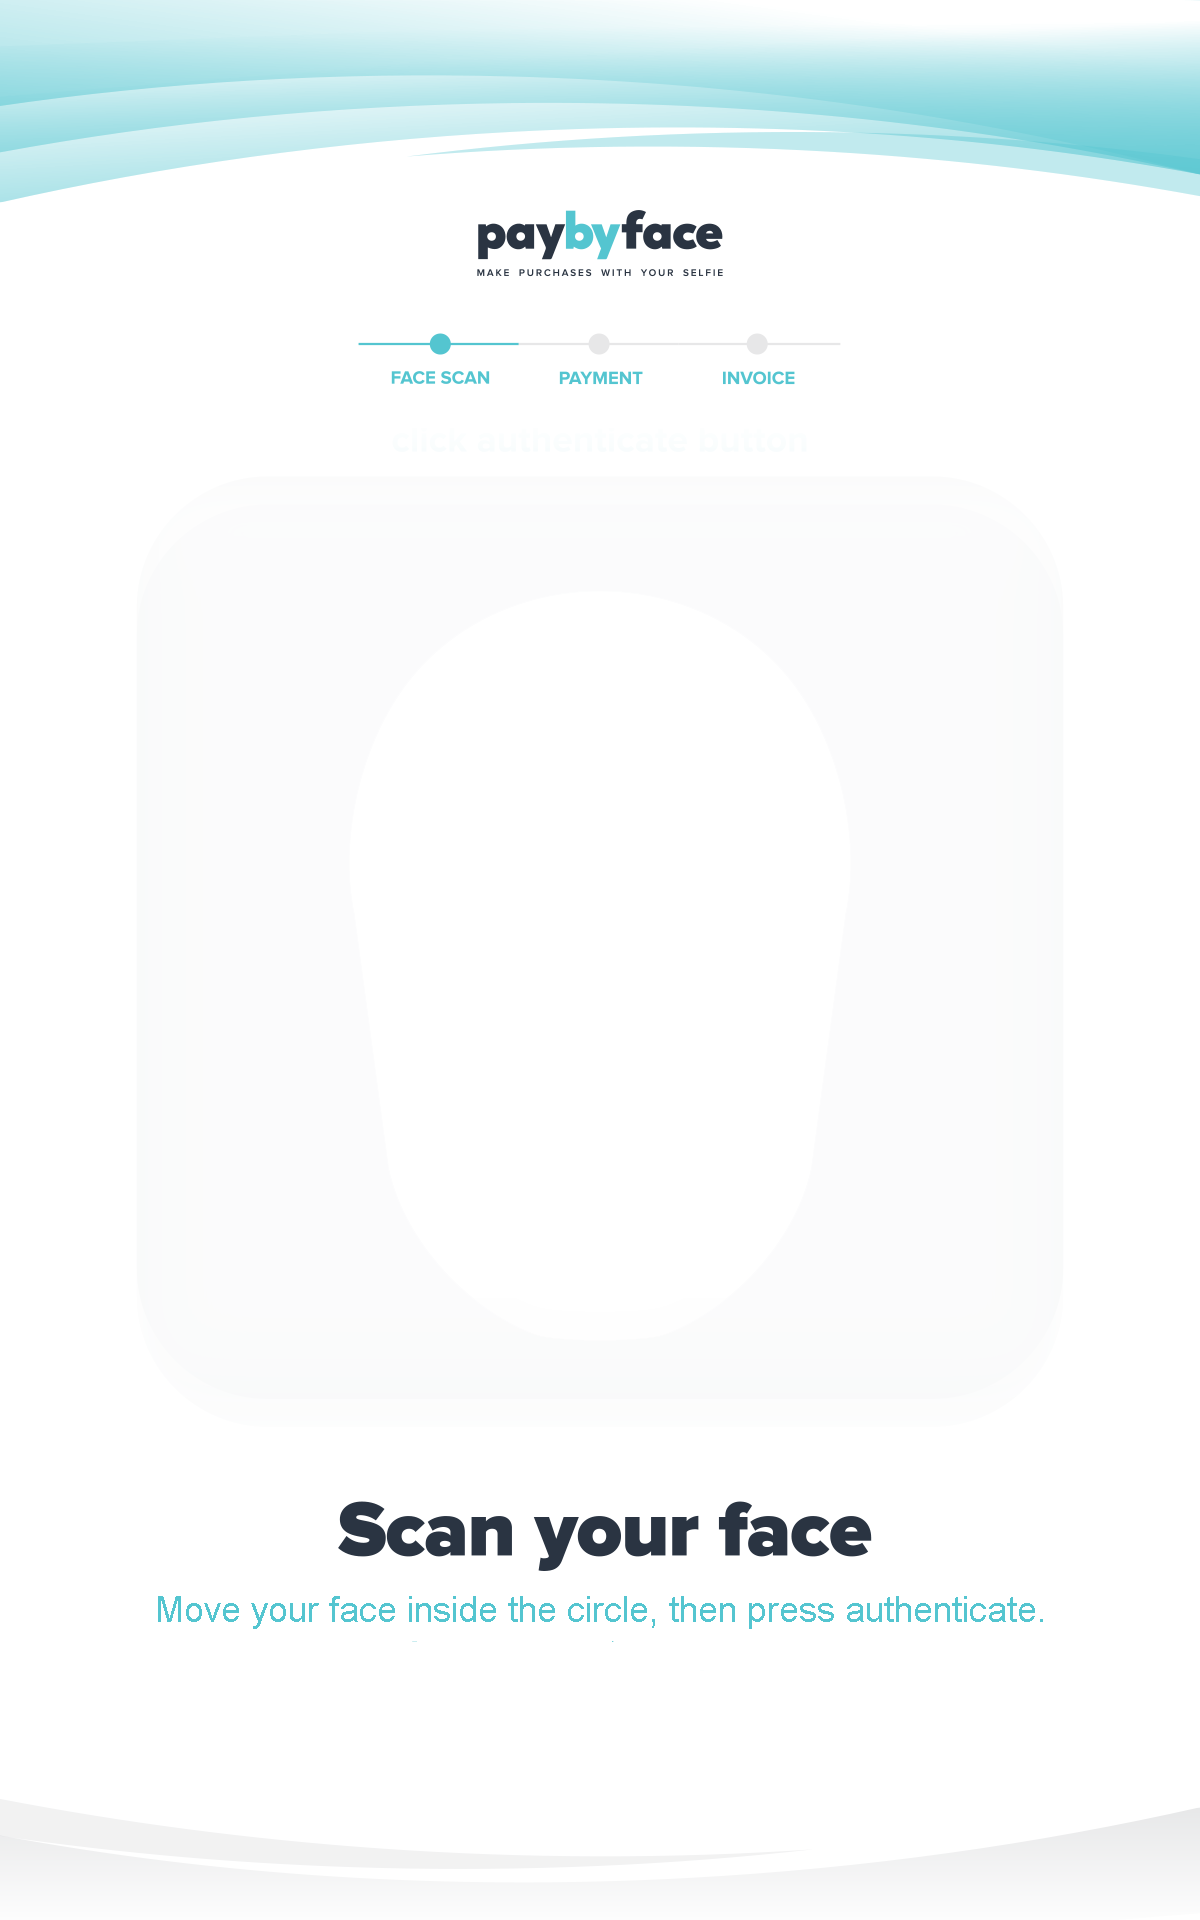 paybyface
MAKE PURCHASES WITH YOUR SELFIE
FACE SCAN PAYMENT INVOICE
click authenticate button
Scan your face
Move your face inside the circle, then press authenticate.